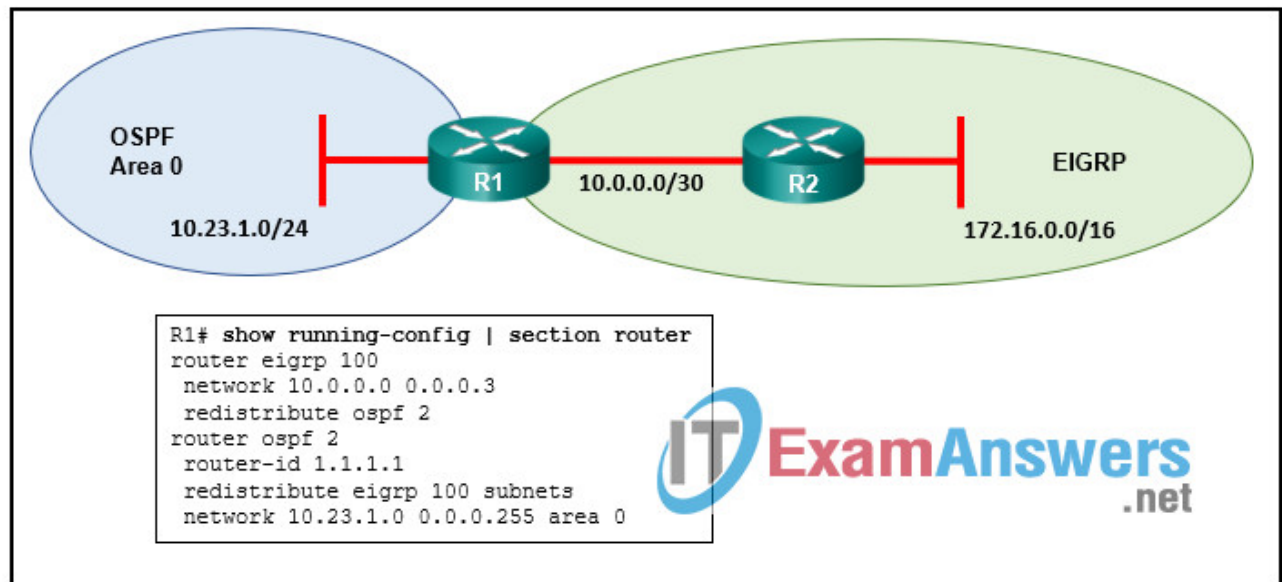 OSPF
Area 0
R1
R2
EIGRP
10.0.0.0/30
10.23.1.0/24
172.16.0.0/16
R1# show running-config | section router
router eigrp 100
 network 10.0.0.0 0.0.0.3
 redistribute ospf 2
router ospf 2
 router-id 1.1.1.1
 redistribute eigrp 100 subnets
 network 10.23.1.0 0.0.0.255 area 0
IT ExamAnswers
.net